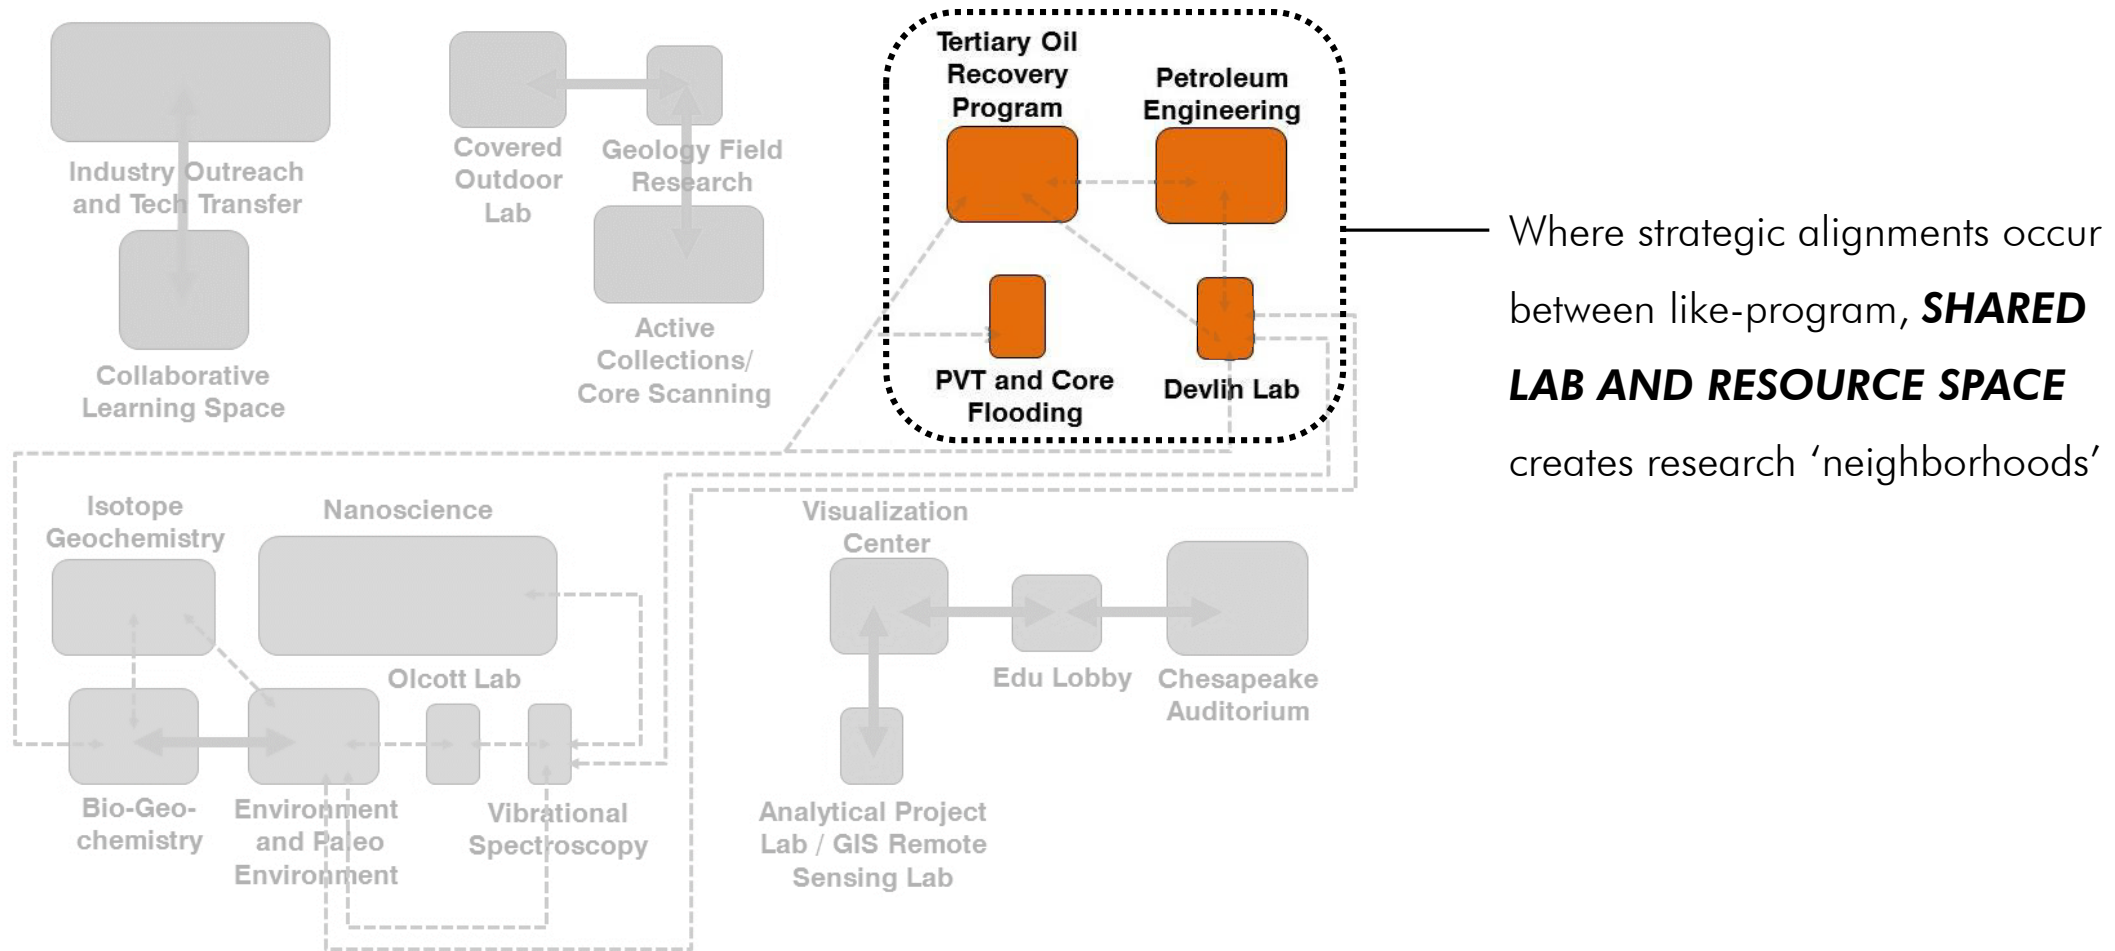 Industry Outreach
and Tech Transfer
Collaborative
Learning Space
Covered
Outdoor
Lab
Geology Field
Research
Active
Collections/
Core Scanning
Tertiary Oil
Recovery
Program
Petroleum
Engineering
PVT and Core
Flooding
Devlin Lab
Where strategic alignments occur
between like-program, SHARED
LAB AND RESOURCE SPACE
creates research ‘neighborhoods’
Isotope
Geochemistry
Nanoscience
Olcott Lab
Bio-Geo-
chemistry
Environment
and Paleo
Environment
Vibrational
Spectroscopy
Visualization
Center
Edu Lobby
Chesapeake
Auditorium
Analytical Project
Lab / GIS Remote
Sensing Lab